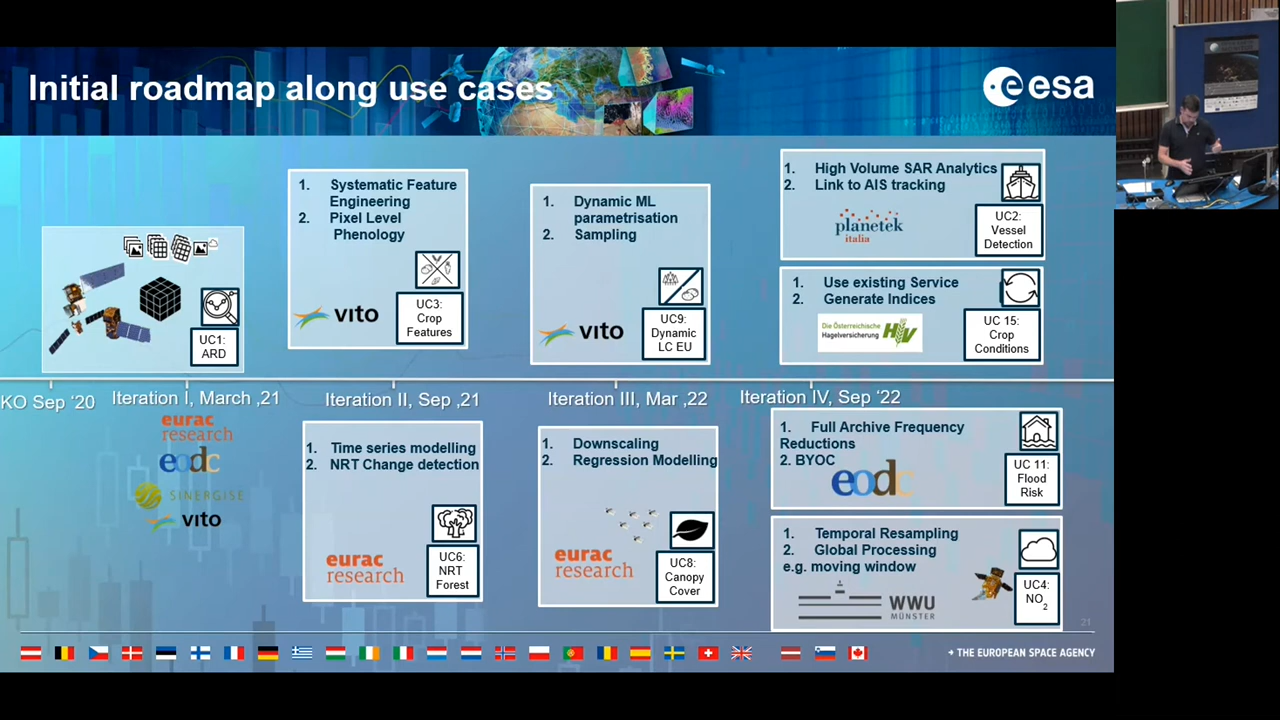 Initial roadmap along use cases
esa
UC1:
ARD
1. Systematic Feature
Engineering
2. Pixel Level
Phenology
vito
UC3:
Crop
Features
1. Dynamic ML
parametrisation
2. Sampling
vito
UC9:
Dynamic
LC EU
1. High Volume SAR Analytics
2. Link to AIS tracking
planetek
italia
UC2:
Vessel
Detection
1. Use existing Service
2. Generate Indices
Die Österreichische
Hagelversicherung
HV
UC 15:
Crop
Conditions
KO Sep ‘20
Iteration I, March ,21
Iteration II, Sep ,21
Iteration III, Mar ,22
Iteration IV, Sep ‘22
eurac
research
eodc
SINERGISE
vito
1. Time series modelling
2. NRT Change detection
eurac
research
UC6:
NRT
Forest
1. Downscaling
2. Regression Modelling
eurac
research
UC8:
Canopy
Cover
1. Full Archive Frequency
Reductions
2. BYOC
eodc
UC 11:
Flood
Risk
1. Temporal Resampling
2. Global Processing
e.g. moving window
WWU
MÜNSTER
UC4:
NO2
21
→ THE EUROPEAN SPACE AGENCY